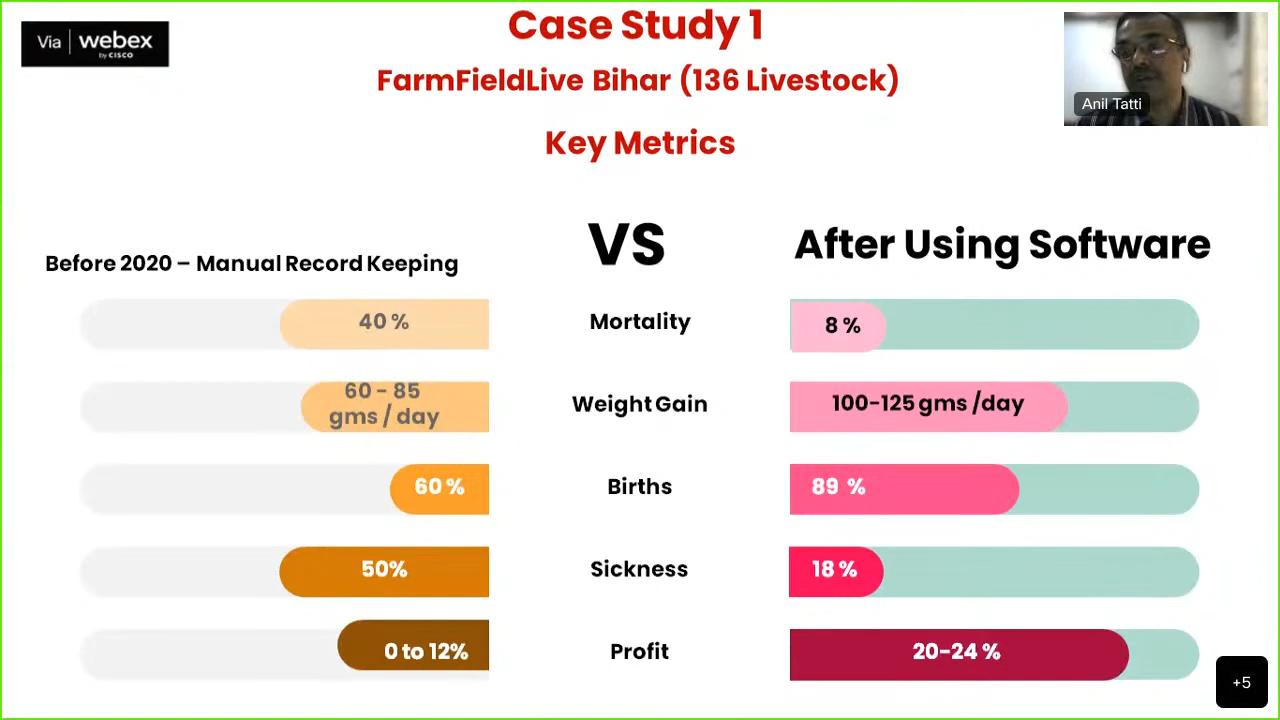 Case Study 1
Via webex
by CISCO
FarmFieldLive Bihar (136 Livestock)
Anil Tatti
Key Metrics
Before 2020 – Manual Record Keeping
VS
After Using Software
40 %
Mortality
8 %
60 - 85
gms / day
Weight Gain
100-125 gms /day
60 %
Births
89 %
50%
Sickness
18 %
0 to 12%
Profit
20-24 %
+5